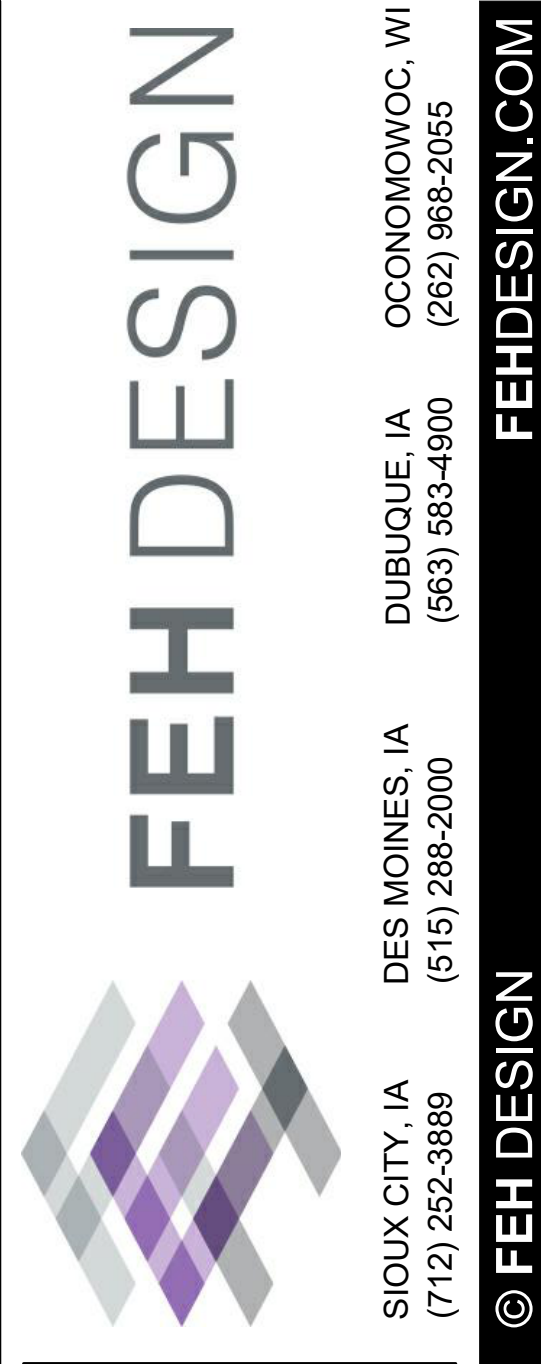 FEH DESIGN
SIOUX CITY, IA
(712) 252-3889
DES MOINES, IA
(515) 288-2000
DUBUQUE, IA
(563) 583-4900
OCONOMOWOC, WI
(262) 968-2055
© FEH DESIGN
FEHDESIGN.COM